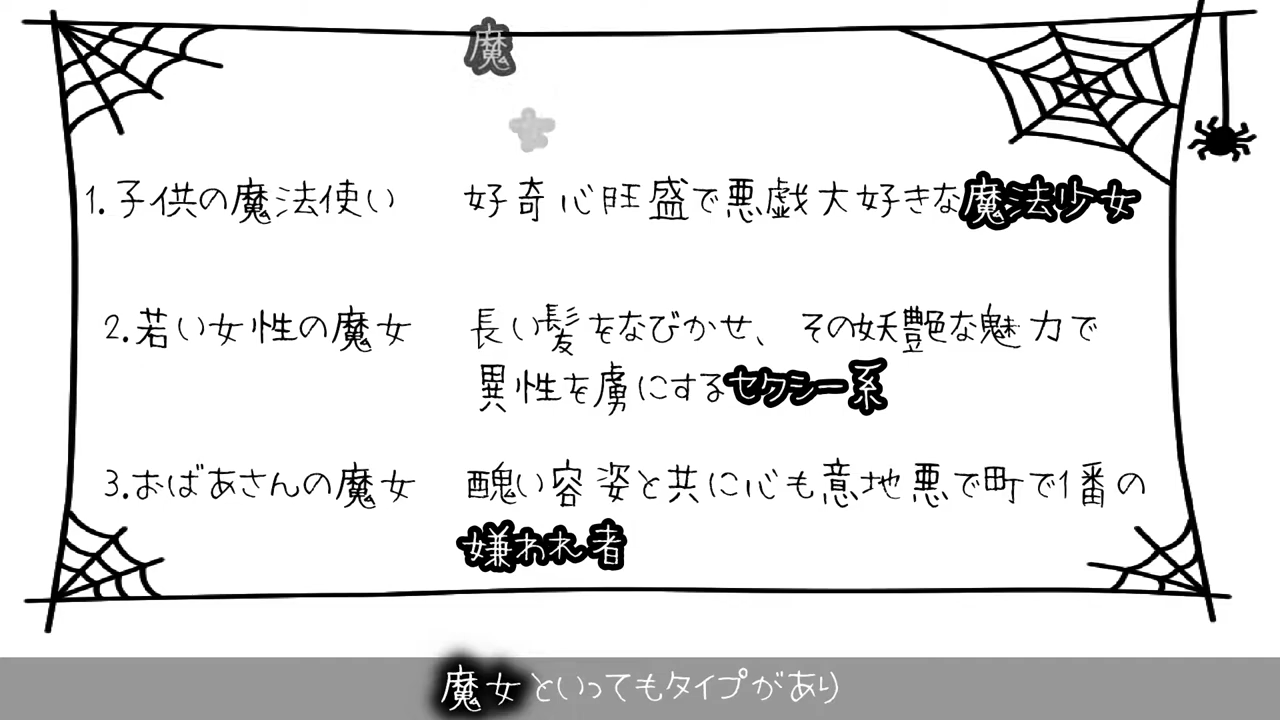 魔
女
1.子供の魔法使い 好奇心旺盛で悪戯大好きな魔法少女
2.若い女性の魔女 長い髪をなびかせ、その妖艶な魅力で
異性を虜にするセクシー系
3.おばあさんの魔女 醜い容姿と共に心も意地悪で町で1番の
嫌われ者
魔女といってもタイプがあり